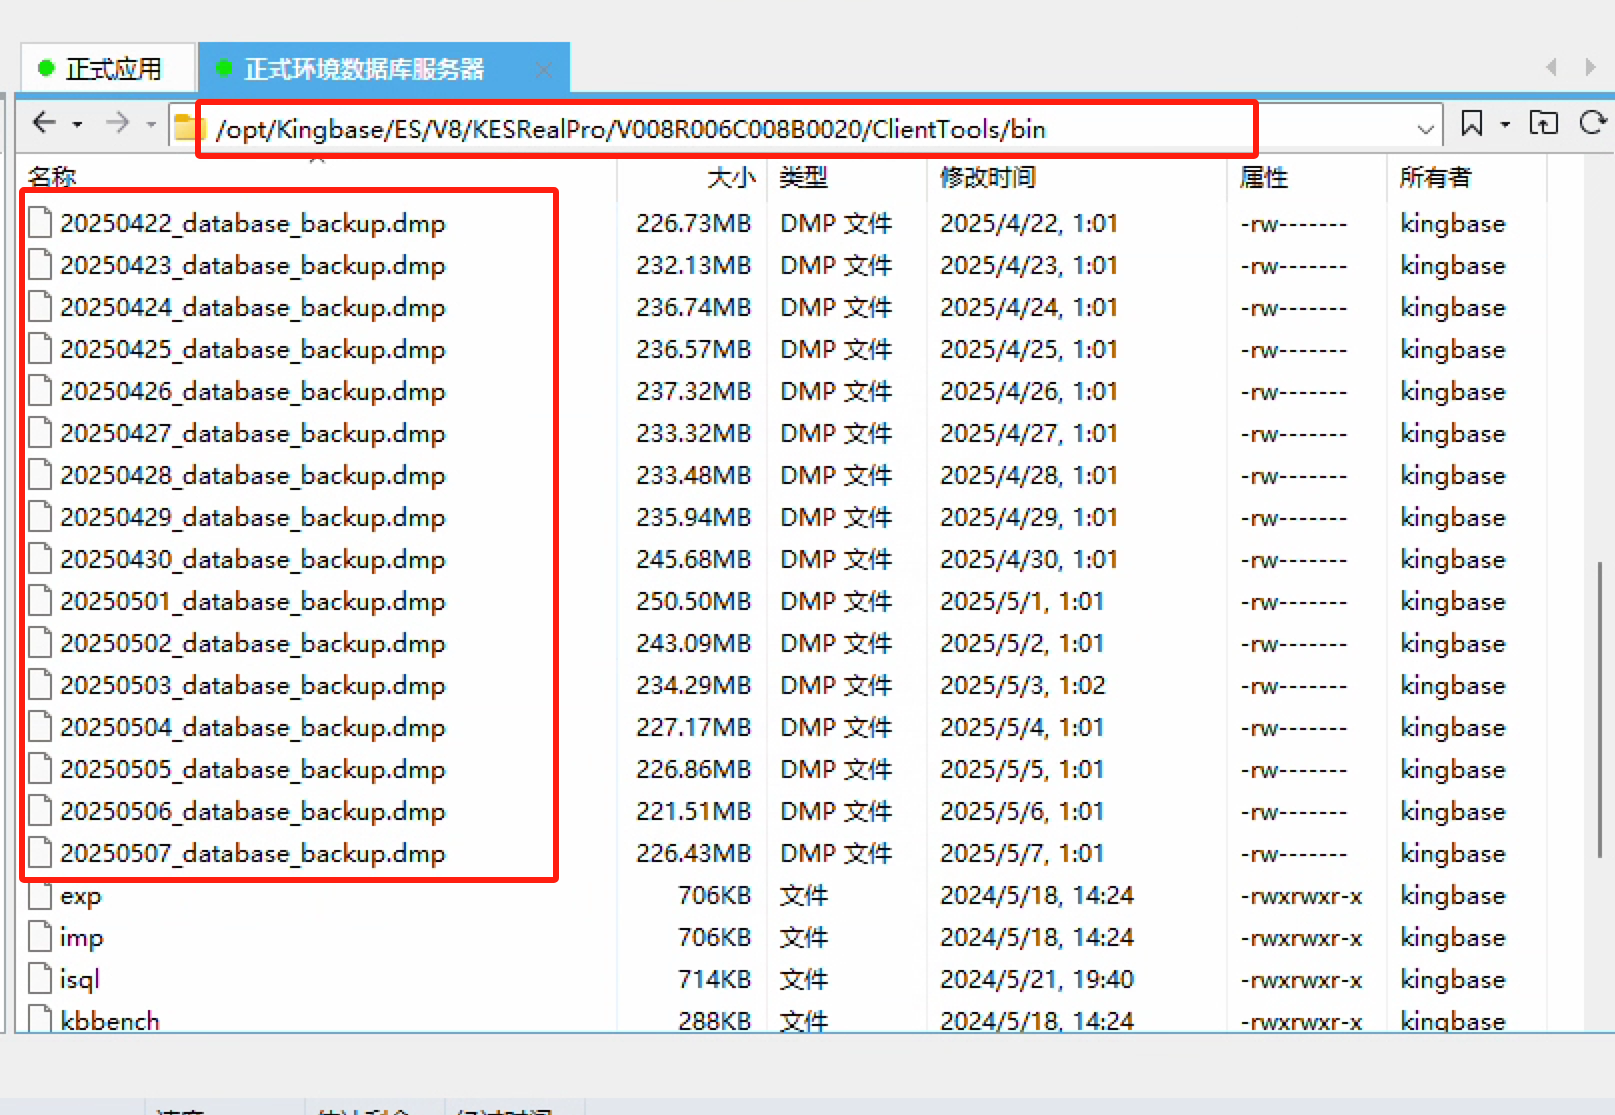 正式应用 正式环境数据库服务器
/opt/Kingbase/ES/V8/KESRealPro/V008R006C008B0020/ClientTools/bin
名称 大小 类型 修改时间 属性 所有者
20250422_database_backup.dmp 226.73MB DMP 文件 2025/4/22, 1:01 -rw------- kingbase
20250423_database_backup.dmp 232.13MB DMP 文件 2025/4/23, 1:01 -rw------- kingbase
20250424_database_backup.dmp 236.74MB DMP 文件 2025/4/24, 1:01 -rw------- kingbase
20250425_database_backup.dmp 236.57MB DMP 文件 2025/4/25, 1:01 -rw------- kingbase
20250426_database_backup.dmp 237.32MB DMP 文件 2025/4/26, 1:01 -rw------- kingbase
20250427_database_backup.dmp 233.32MB DMP 文件 2025/4/27, 1:01 -rw------- kingbase
20250428_database_backup.dmp 233.48MB DMP 文件 2025/4/28, 1:01 -rw------- kingbase
20250429_database_backup.dmp 235.94MB DMP 文件 2025/4/29, 1:01 -rw------- kingbase
20250430_database_backup.dmp 245.68MB DMP 文件 2025/4/30, 1:01 -rw------- kingbase
20250501_database_backup.dmp 250.50MB DMP 文件 2025/5/1, 1:01 -rw------- kingbase
20250502_database_backup.dmp 243.09MB DMP 文件 2025/5/2, 1:01 -rw------- kingbase
20250503_database_backup.dmp 234.29MB DMP 文件 2025/5/3, 1:02 -rw------- kingbase
20250504_database_backup.dmp 227.17MB DMP 文件 2025/5/4, 1:01 -rw------- kingbase
20250505_database_backup.dmp 226.86MB DMP 文件 2025/5/5, 1:01 -rw------- kingbase
20250506_database_backup.dmp 221.51MB DMP 文件 2025/5/6, 1:01 -rw------- kingbase
20250507_database_backup.dmp 226.43MB DMP 文件 2025/5/7, 1:01 -rw------- kingbase
exp 706KB 文件 2024/5/18, 14:24 -rwxrwxr-x kingbase
imp 706KB 文件 2024/5/18, 14:24 -rwxrwxr-x kingbase
isql 714KB 文件 2024/5/21, 19:40 -rwxrwxr-x kingbase
kbbench 288KB 文件 2024/5/18, 14:24 -rwxrwxr-x kingbase